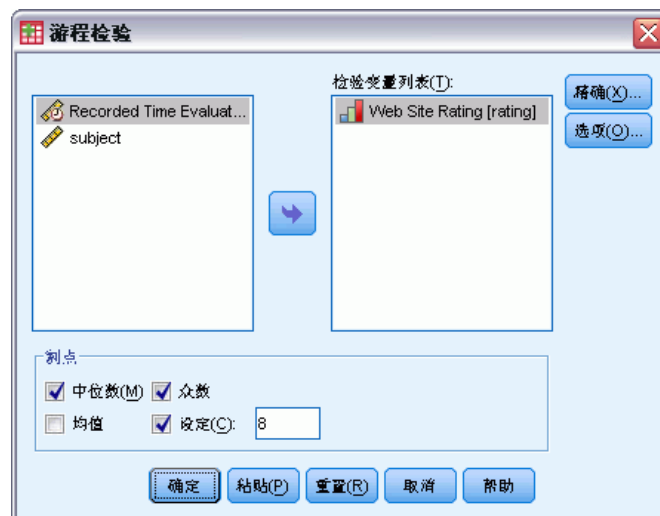 游程检验
检验变量列表(T):
Recorded Time Evaluat...
subject
Web Site Rating [rating]
精确(X)...
选项(O)...
割点
中位数(M)
众数
均值
设定(C):
8
确定
粘贴(P)
重置(R)
取消
帮助